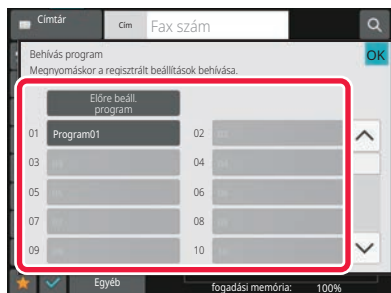 Címtár
Cím
Fax szám
Behívás program
Megnyomáskor a regisztrált beállítások behívása.
OK
Előre beáll.
program
01 Program01 02
03 04
05 06
07 08
09 10
Egyéb
fogadási memória: 100%